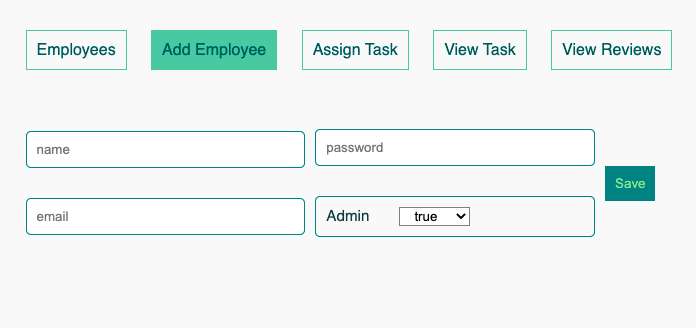 Employees Add Employee Assign Task View Task View Reviews
name password
Save
email Admin true